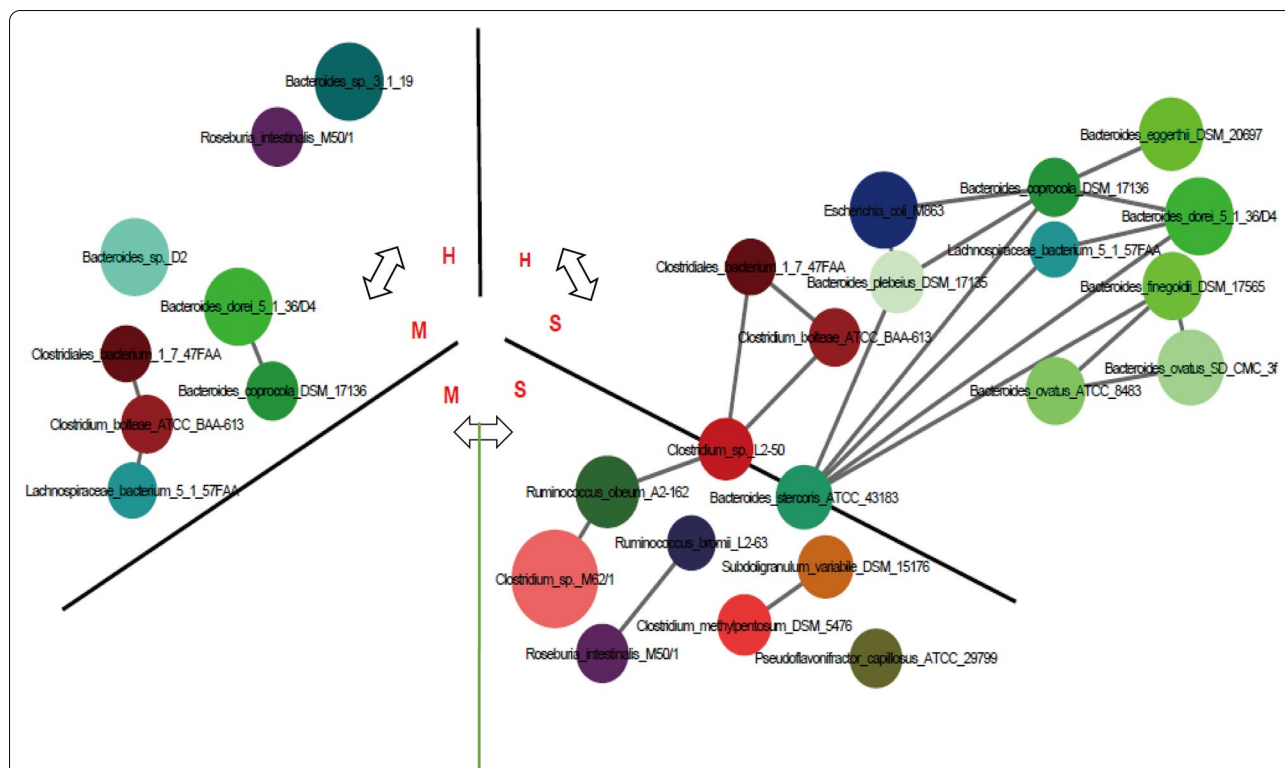 Bacteroides_sp._3_1_19
Roseburia_intestinalis_M50/1
Bacteroides_sp._D2
Bacteroides_dorei_5_1_36/D4
Clostridiales_bacterium_1_7_47FAA
Bacteroides_coprocola_DSM_17136
Clostridium_bolteae_ATCC_BAA-613
Lachnospiraceae_bacterium_5_1_57FAA
H
M
H
S
M
S
Bacteroides_eggerthii_DSM_20697
Bacteroides_coprocola_DSM_17136
Escherichia_coli_M863
Bacteroides_dorei_5_1_36/D4
Lachnospiraceae_bacterium_5_1_57FAA
Clostridiales_bacterium_1_7_47FAA
Bacteroides_plebeius_DSM_17135
Bacteroides_finegoldii_DSM_17565
Clostridium_bolteae_ATCC_BAA-613
Bacteroides_ovatus_SD_CMC_3f
Bacteroides_ovatus_ATCC_8483
Clostridium_sp._L2-50
Ruminococcus_obeum_A2-162
Bacteroides_stercoris_ATCC_43183
Ruminococcus_bromii_L2-63
Subdoligranulum_variabile_DSM_15176
Clostridium_sp._M62/1
Clostridium_methylpentosum_DSM_5476
Roseburia_intestinalis_M50/1
Pseudoflavonifractor_capillosus_ATCC_29799